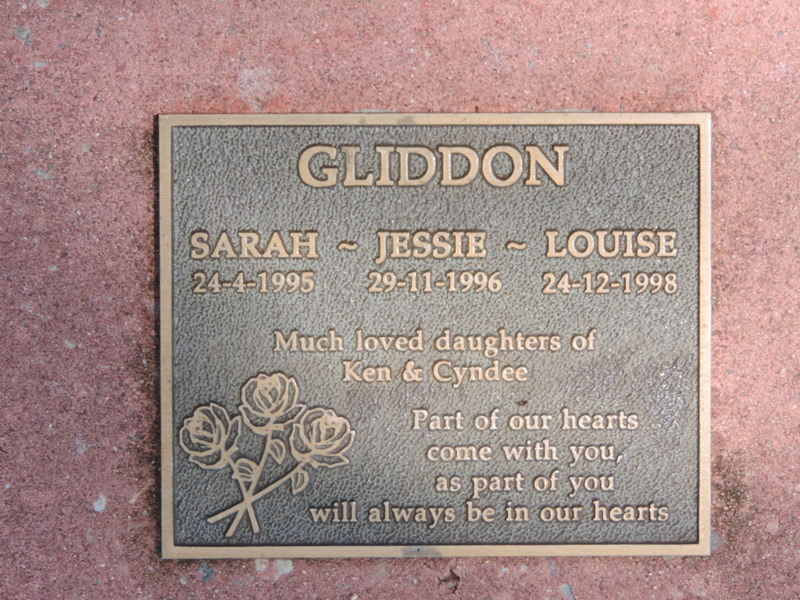 GLIDDON
SARAH ~ JESSIE ~ LOUISE
24-4-1995 29-11-1996 24-12-1998
Much loved daughters of
Ken & Cyndee
Part of our hearts
come with you,
as part of you
will always be in our hearts